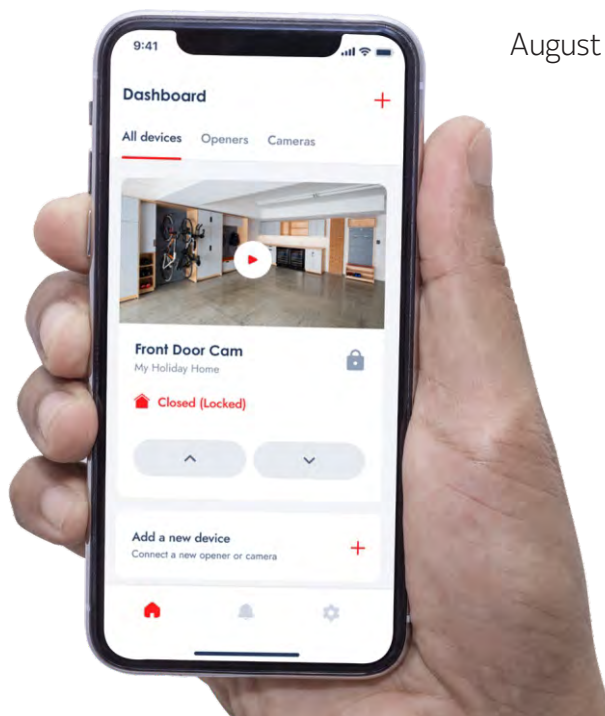 August
9:41
Dashboard
All devices Openers Cameras
Front Door Cam
My Holiday Home
Closed (Locked)
Add a new device
Connect a new opener or camera